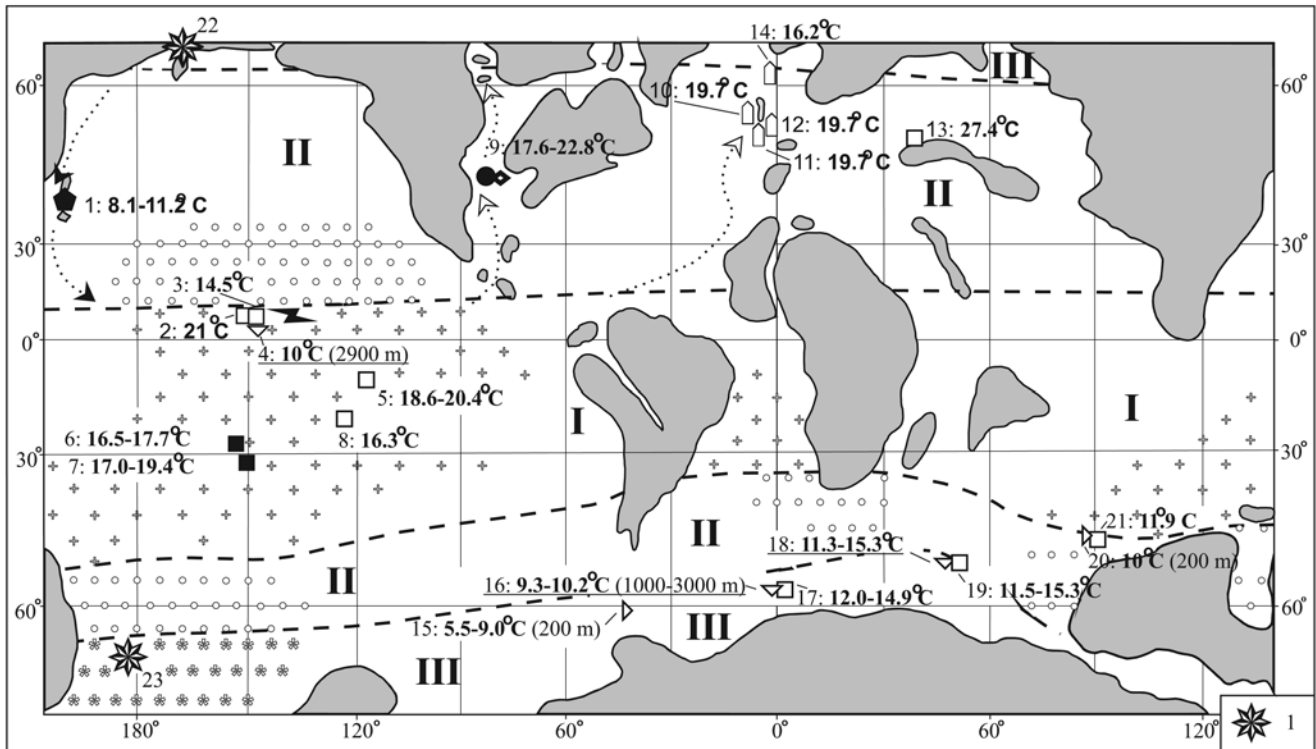 22
14: 16.2°C
III
60°
60°
10: 19.7°C
12: 19.7°C
13: 27.4°C
II
9: 17.6-22.8°C
11: 19.7°C
II
1: 8.1-11.2°C
30°
30°
3: 14.5°C
2: 21°C
0°
0°
4: 10°C (2900 m)
5: 18.6-20.4°C
I
I
6: 16.5-17.7°C
8: 16.3°C
7: 17.0-19.4°C
30°
30°
II
21: 11.9 C
18: 11.3-15.3°C
20: 10°C (200 m)
II
16: 9.3-10.2°C (1000-3000 m)
19: 11.5-15.3°C
17: 12.0-14.9°C
60°
60°
15: 5.5-9.0°C (200 m)
III
23
III
180°
120°
60°
0°
60°
120°
1